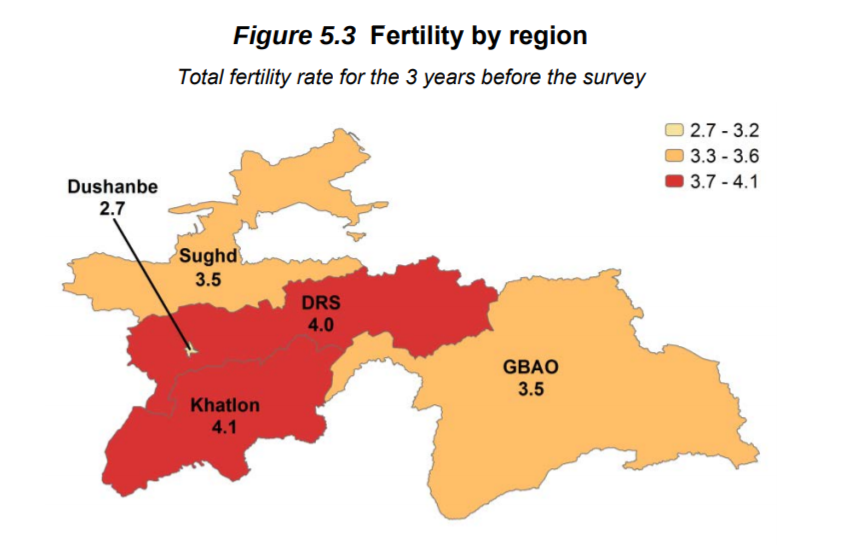 Figure 5.3 Fertility by region
Total fertility rate for the 3 years before the survey
2.7 - 3.2
3.3 - 3.6
3.7 - 4.1
Dushanbe
2.7
Sughd
3.5
DRS
4.0
GBAO
3.5
Khatlon
4.1